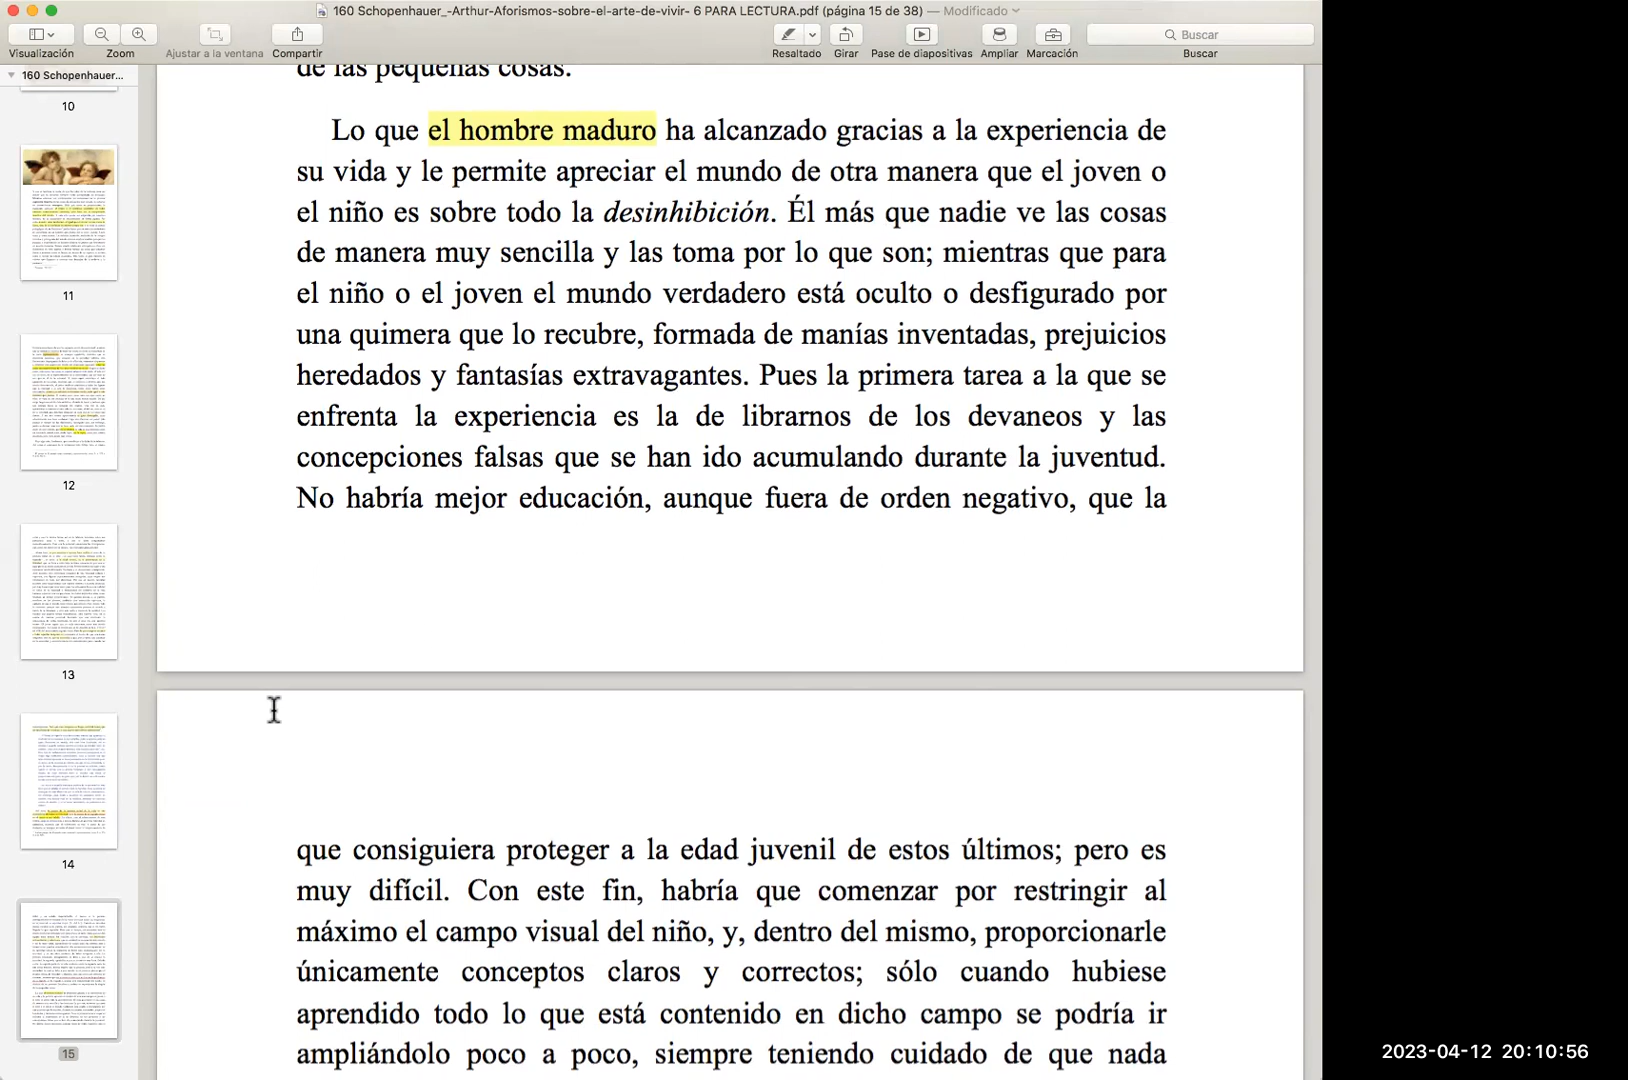 160 Schopenhauer_-Arthur-Aforismos-sobre-el-arte-de-vivir- 6 PARA LECTURA.pdf (página 15 de 38) — Modificado
Visualización
Zoom
Ajustar a la ventana
Compartir
Resaltado
Girar
Pase de diapositivas
Ampliar
Marcación
Buscar
Buscar
160 Schopenhauer...
10
11
12
13
14
15
de las pequeñas cosas.
Lo que el hombre maduro ha alcanzado gracias a la experiencia de
su vida y le permite apreciar el mundo de otra manera que el joven o
el niño es sobre todo la desinhibición. Él más que nadie ve las cosas
de manera muy sencilla y las toma por lo que son; mientras que para
el niño o el joven el mundo verdadero está oculto o desfigurado por
una quimera que lo recubre, formada de manías inventadas, prejuicios
heredados y fantasías extravagantes. Pues la primera tarea a la que se
enfrenta la experiencia es la de librarnos de los devaneos y las
concepciones falsas que se han ido acumulando durante la juventud.
No habría mejor educación, aunque fuera de orden negativo, que la
que consiguiera proteger a la edad juvenil de estos últimos; pero es
muy difícil. Con este fin, habría que comenzar por restringir al
máximo el campo visual del niño, y, dentro del mismo, proporcionarle
únicamente conceptos claros y correctos; sólo cuando hubiese
aprendido todo lo que está contenido en dicho campo se podría ir
ampliándolo poco a poco, siempre teniendo cuidado de que nada
2023-04-12 20:10:56